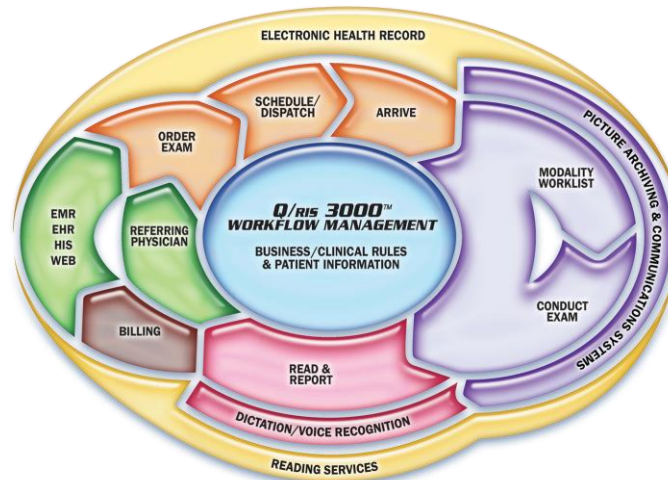 ELECTRONIC HEALTH RECORD
SCHEDULE/
DISPATCH
ARRIVE
ORDER
EXAM
PICTURE ARCHIVING & COMMUNICATIONS SYSTEMS
MODALITY
WORKLIST
EMR
EHR
HIS
WEB
REFERRING
PHYSICIAN
Q/RIS 3000™
WORKFLOW MANAGEMENT
BUSINESS/CLINICAL RULES
& PATIENT INFORMATION
CONDUCT
EXAM
BILLING
READ &
REPORT
DICTATION/VOICE RECOGNITION
READING SERVICES